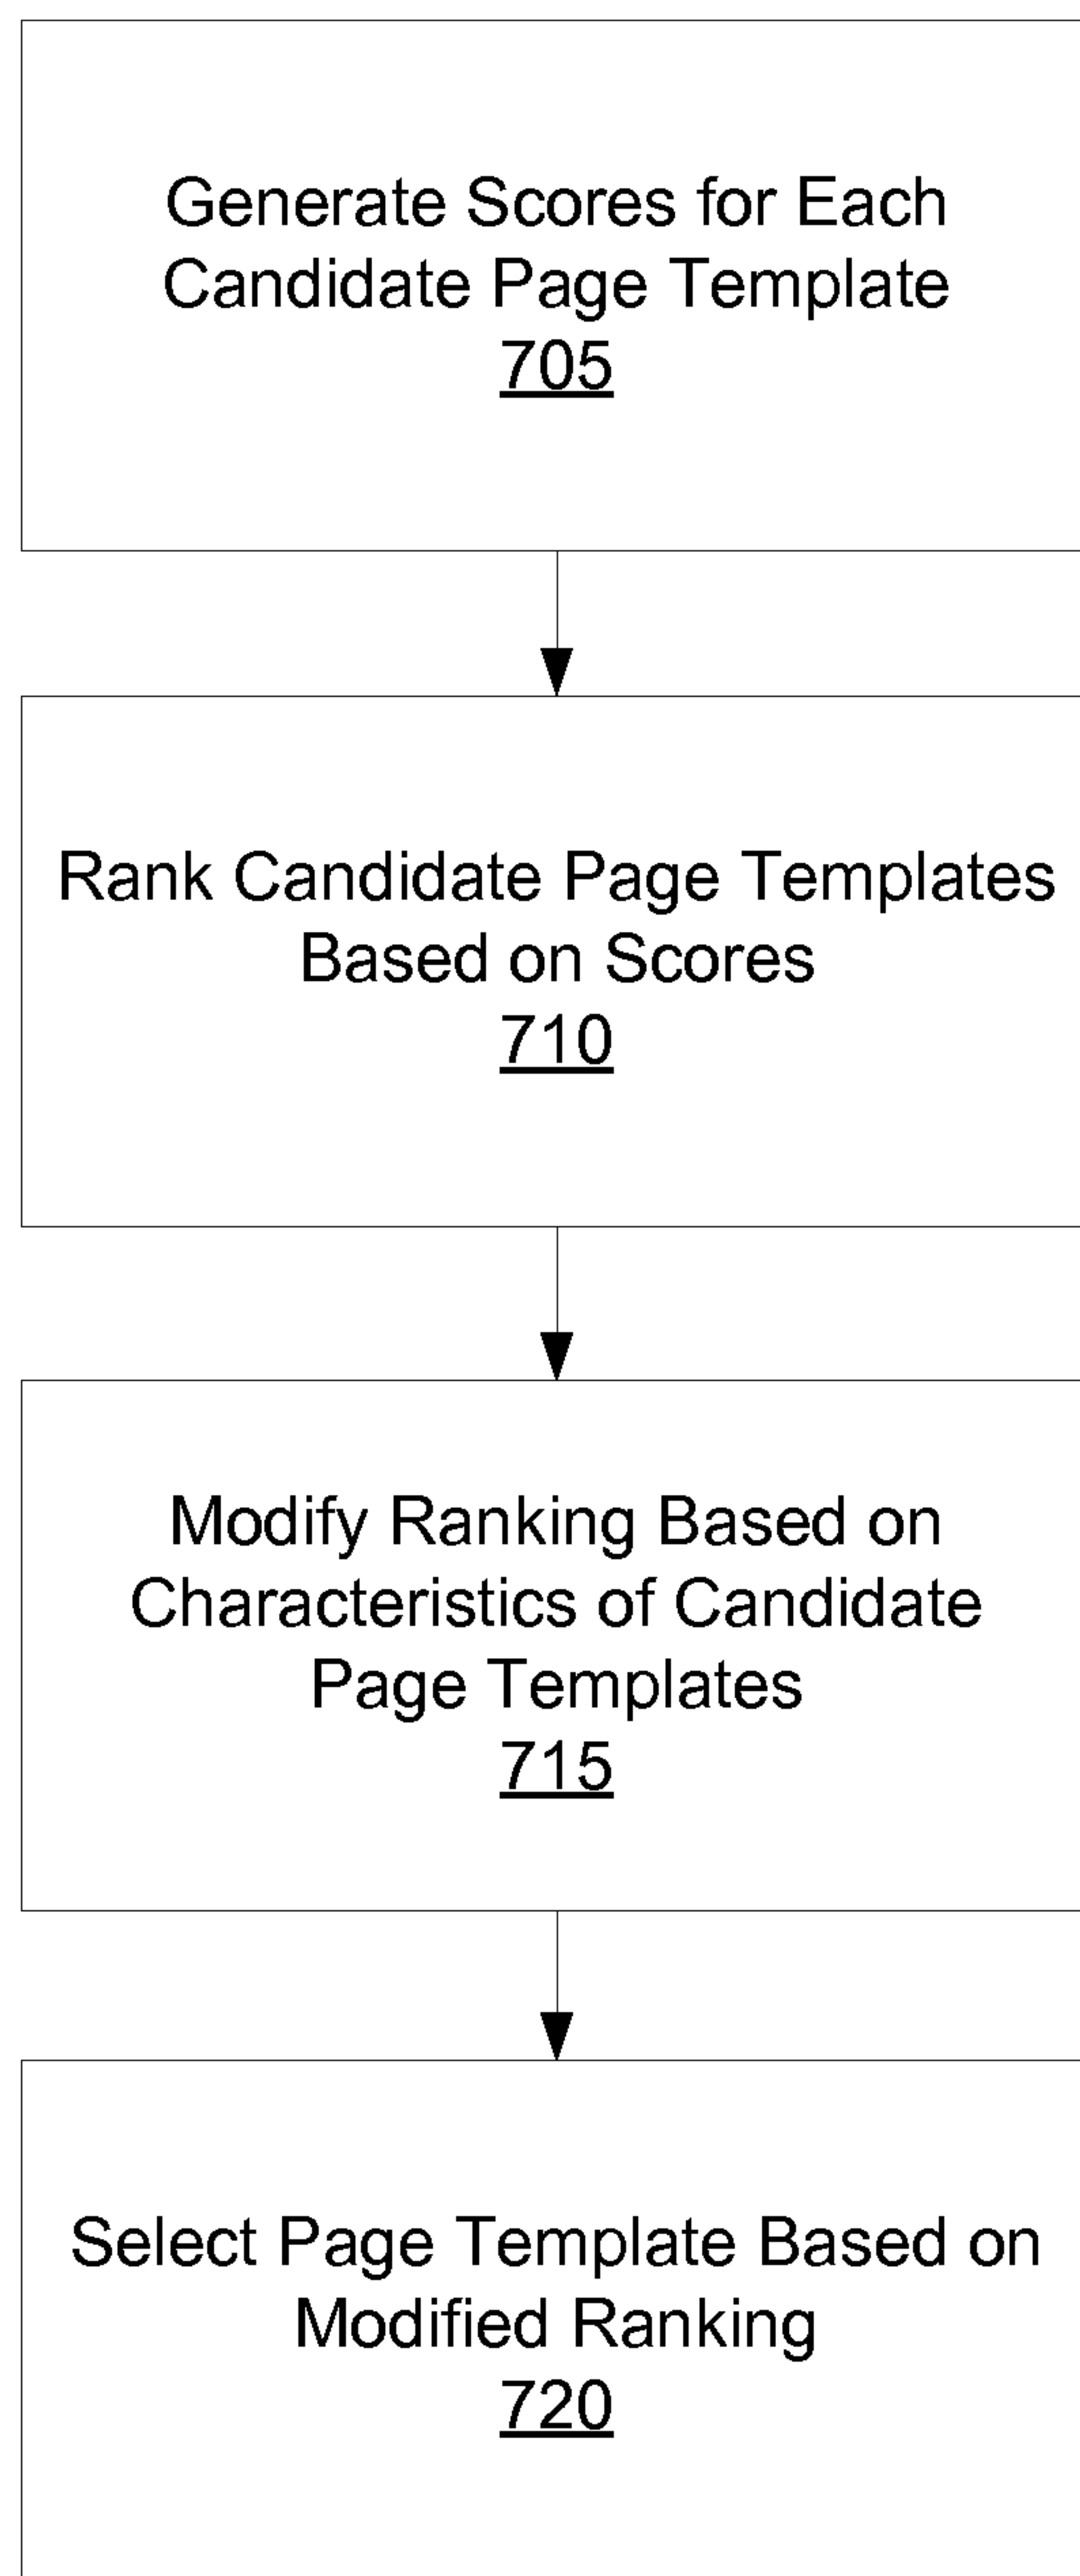 Generate Scores for Each
Candidate Page Template
705
Rank Candidate Page Templates
Based on Scores
710
Modify Ranking Based on
Characteristics of Candidate
Page Templates
715
Select Page Template Based on
Modified Ranking
720